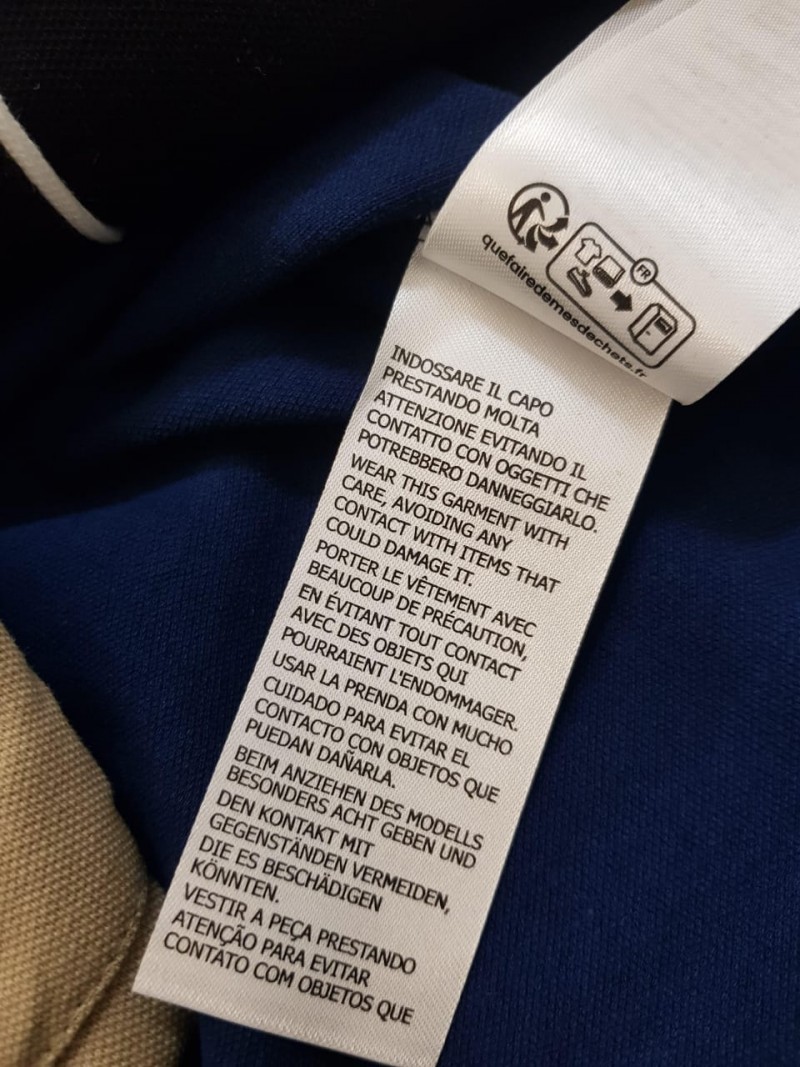 FR
quefairedemesdechets.fr
INDOSSARE IL CAPO
PRESTANDO MOLTA
ATTENZIONE EVITANDO IL
CONTATTO CON OGGETTI CHE
POTREBBERO DANNEGGIARLO.
WEAR THIS GARMENT WITH
CARE, AVOIDING ANY
CONTACT WITH ITEMS THAT
COULD DAMAGE IT.
PORTER LE VÊTEMENT AVEC
BEAUCOUP DE PRÉCAUTION,
EN ÉVITANT TOUT CONTACT
AVEC DES OBJETS QUI
POURRAIENT L'ENDOMMAGER.
USAR LA PRENDA CON MUCHO
CUIDADO PARA EVITAR EL
CONTACTO CON OBJETOS QUE
PUEDAN DAÑARLA.
BEIM ANZIEHEN DES MODELLS
BESONDERS ACHT GEBEN UND
DEN KONTAKT MIT
GEGENSTÄNDEN VERMEIDEN,
DIE ES BESCHÄDIGEN
KÖNNTEN.
VESTIR A PEÇA PRESTANDO
ATENÇÃO PARA EVITAR
CONTATO COM OBJETOS QUE